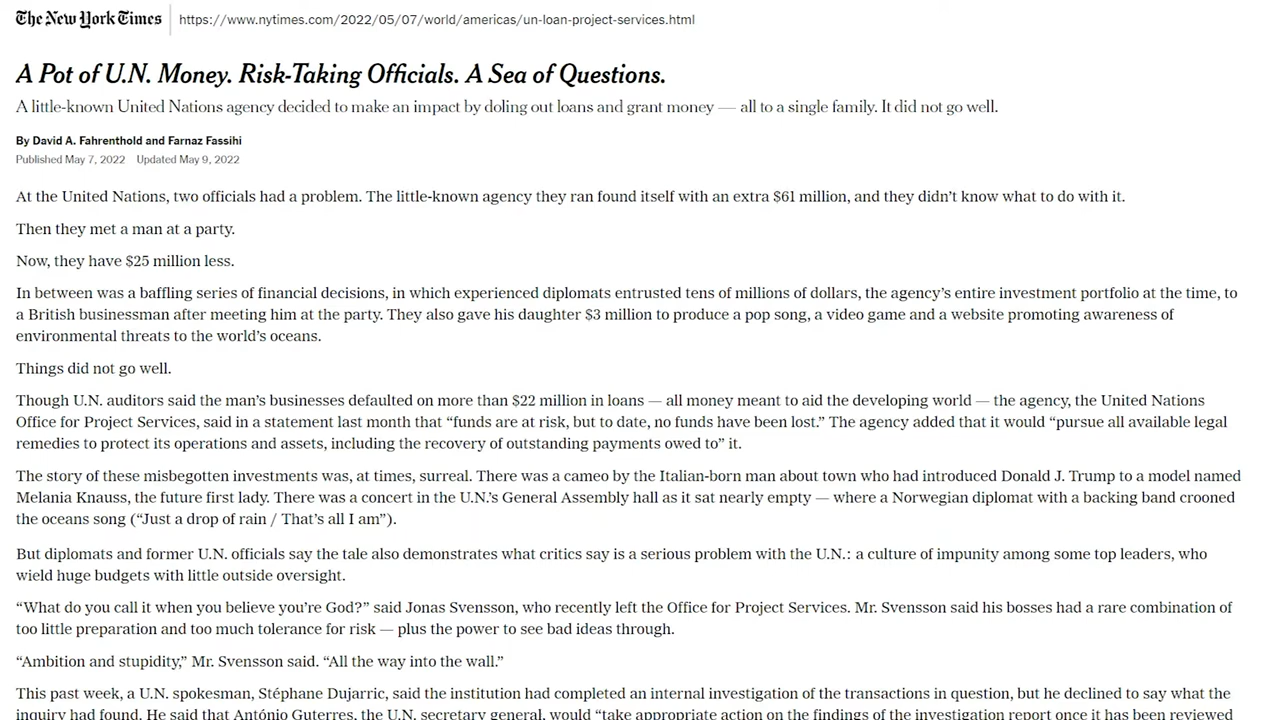 The New York Times
https://www.nytimes.com/2022/05/07/world/americas/un-loan-project-services.html
A Pot of U.N. Money. Risk-Taking Officials. A Sea of Questions.
A little-known United Nations agency decided to make an impact by doling out loans and grant money — all to a single family. It did not go well.
By David A. Fahrenthold and Farnaz Fassihi
Published May 7, 2022 Updated May 9, 2022
At the United Nations, two officials had a problem. The little-known agency they ran found itself with an extra $61 million, and they didn’t know what to do with it.
Then they met a man at a party.
Now, they have $25 million less.
In between was a baffling series of financial decisions, in which experienced diplomats entrusted tens of millions of dollars, the agency’s entire investment portfolio at the time, to
a British businessman after meeting him at the party. They also gave his daughter $3 million to produce a pop song, a video game and a website promoting awareness of
environmental threats to the world’s oceans.
Things did not go well.
Though U.N. auditors said the man’s businesses defaulted on more than $22 million in loans — all money meant to aid the developing world — the agency, the United Nations
Office for Project Services, said in a statement last month that “funds are at risk, but to date, no funds have been lost.” The agency added that it would “pursue all available legal
remedies to protect its operations and assets, including the recovery of outstanding payments owed to” it.
The story of these misbegotten investments was, at times, surreal. There was a cameo by the Italian-born man about town who had introduced Donald J. Trump to a model named
Melania Knauss, the future first lady. There was a concert in the U.N.’s General Assembly hall as it sat nearly empty — where a Norwegian diplomat with a backing band crooned
the oceans song (“Just a drop of rain / That’s all I am”).
But diplomats and former U.N. officials say the tale also demonstrates what critics say is a serious problem with the U.N.: a culture of impunity among some top leaders, who
wield huge budgets with little outside oversight.
“What do you call it when you believe you’re God?” said Jonas Svensson, who recently left the Office for Project Services. Mr. Svensson said his bosses had a rare combination of
too little preparation and too much tolerance for risk — plus the power to see bad ideas through.
“Ambition and stupidity,” Mr. Svensson said. “All the way into the wall.”
This past week, a U.N. spokesman, Stéphane Dujarric, said the institution had completed an internal investigation of the transactions in question, but he declined to say what the
inquiry had found. He said that António Guterres, the U.N. secretary general, would “take appropriate action on the findings of the investigation report once it has been reviewed